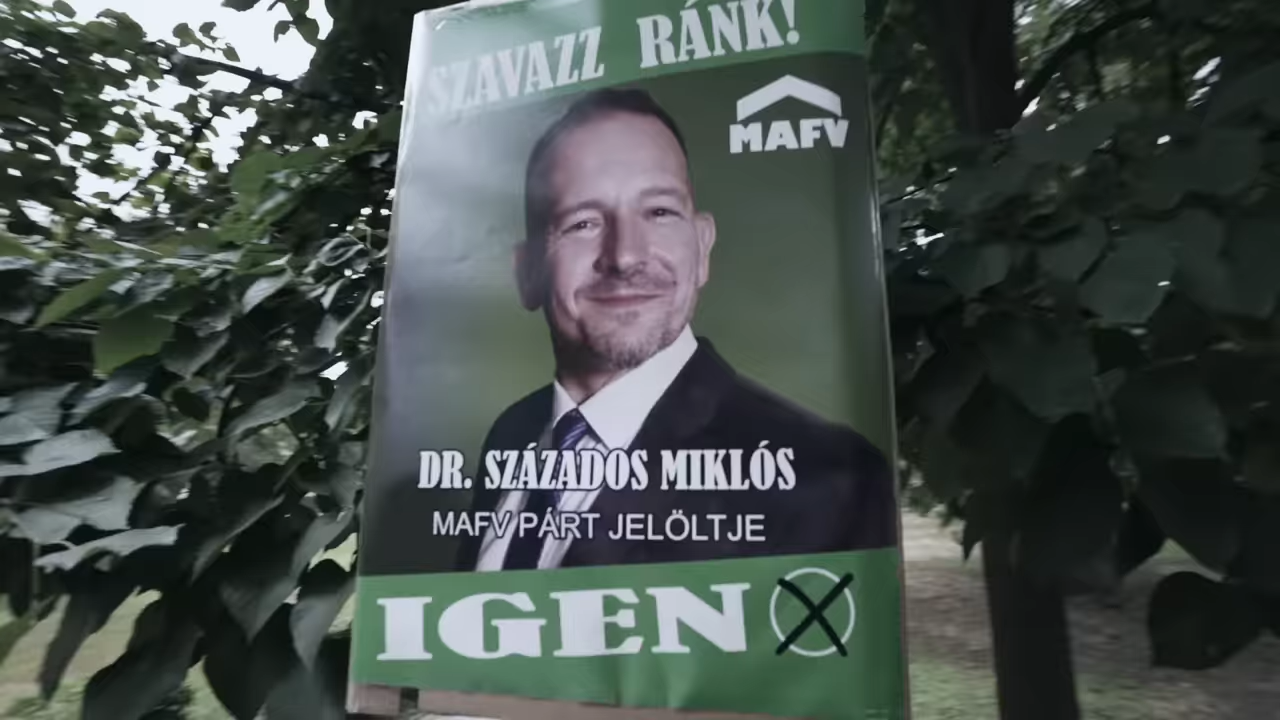 SZAVAZZ RÁNK!
MAFV
DR. SZÁZADOS MIKLÓS
MAFV PÁRT JELÖLTJE
IGEN